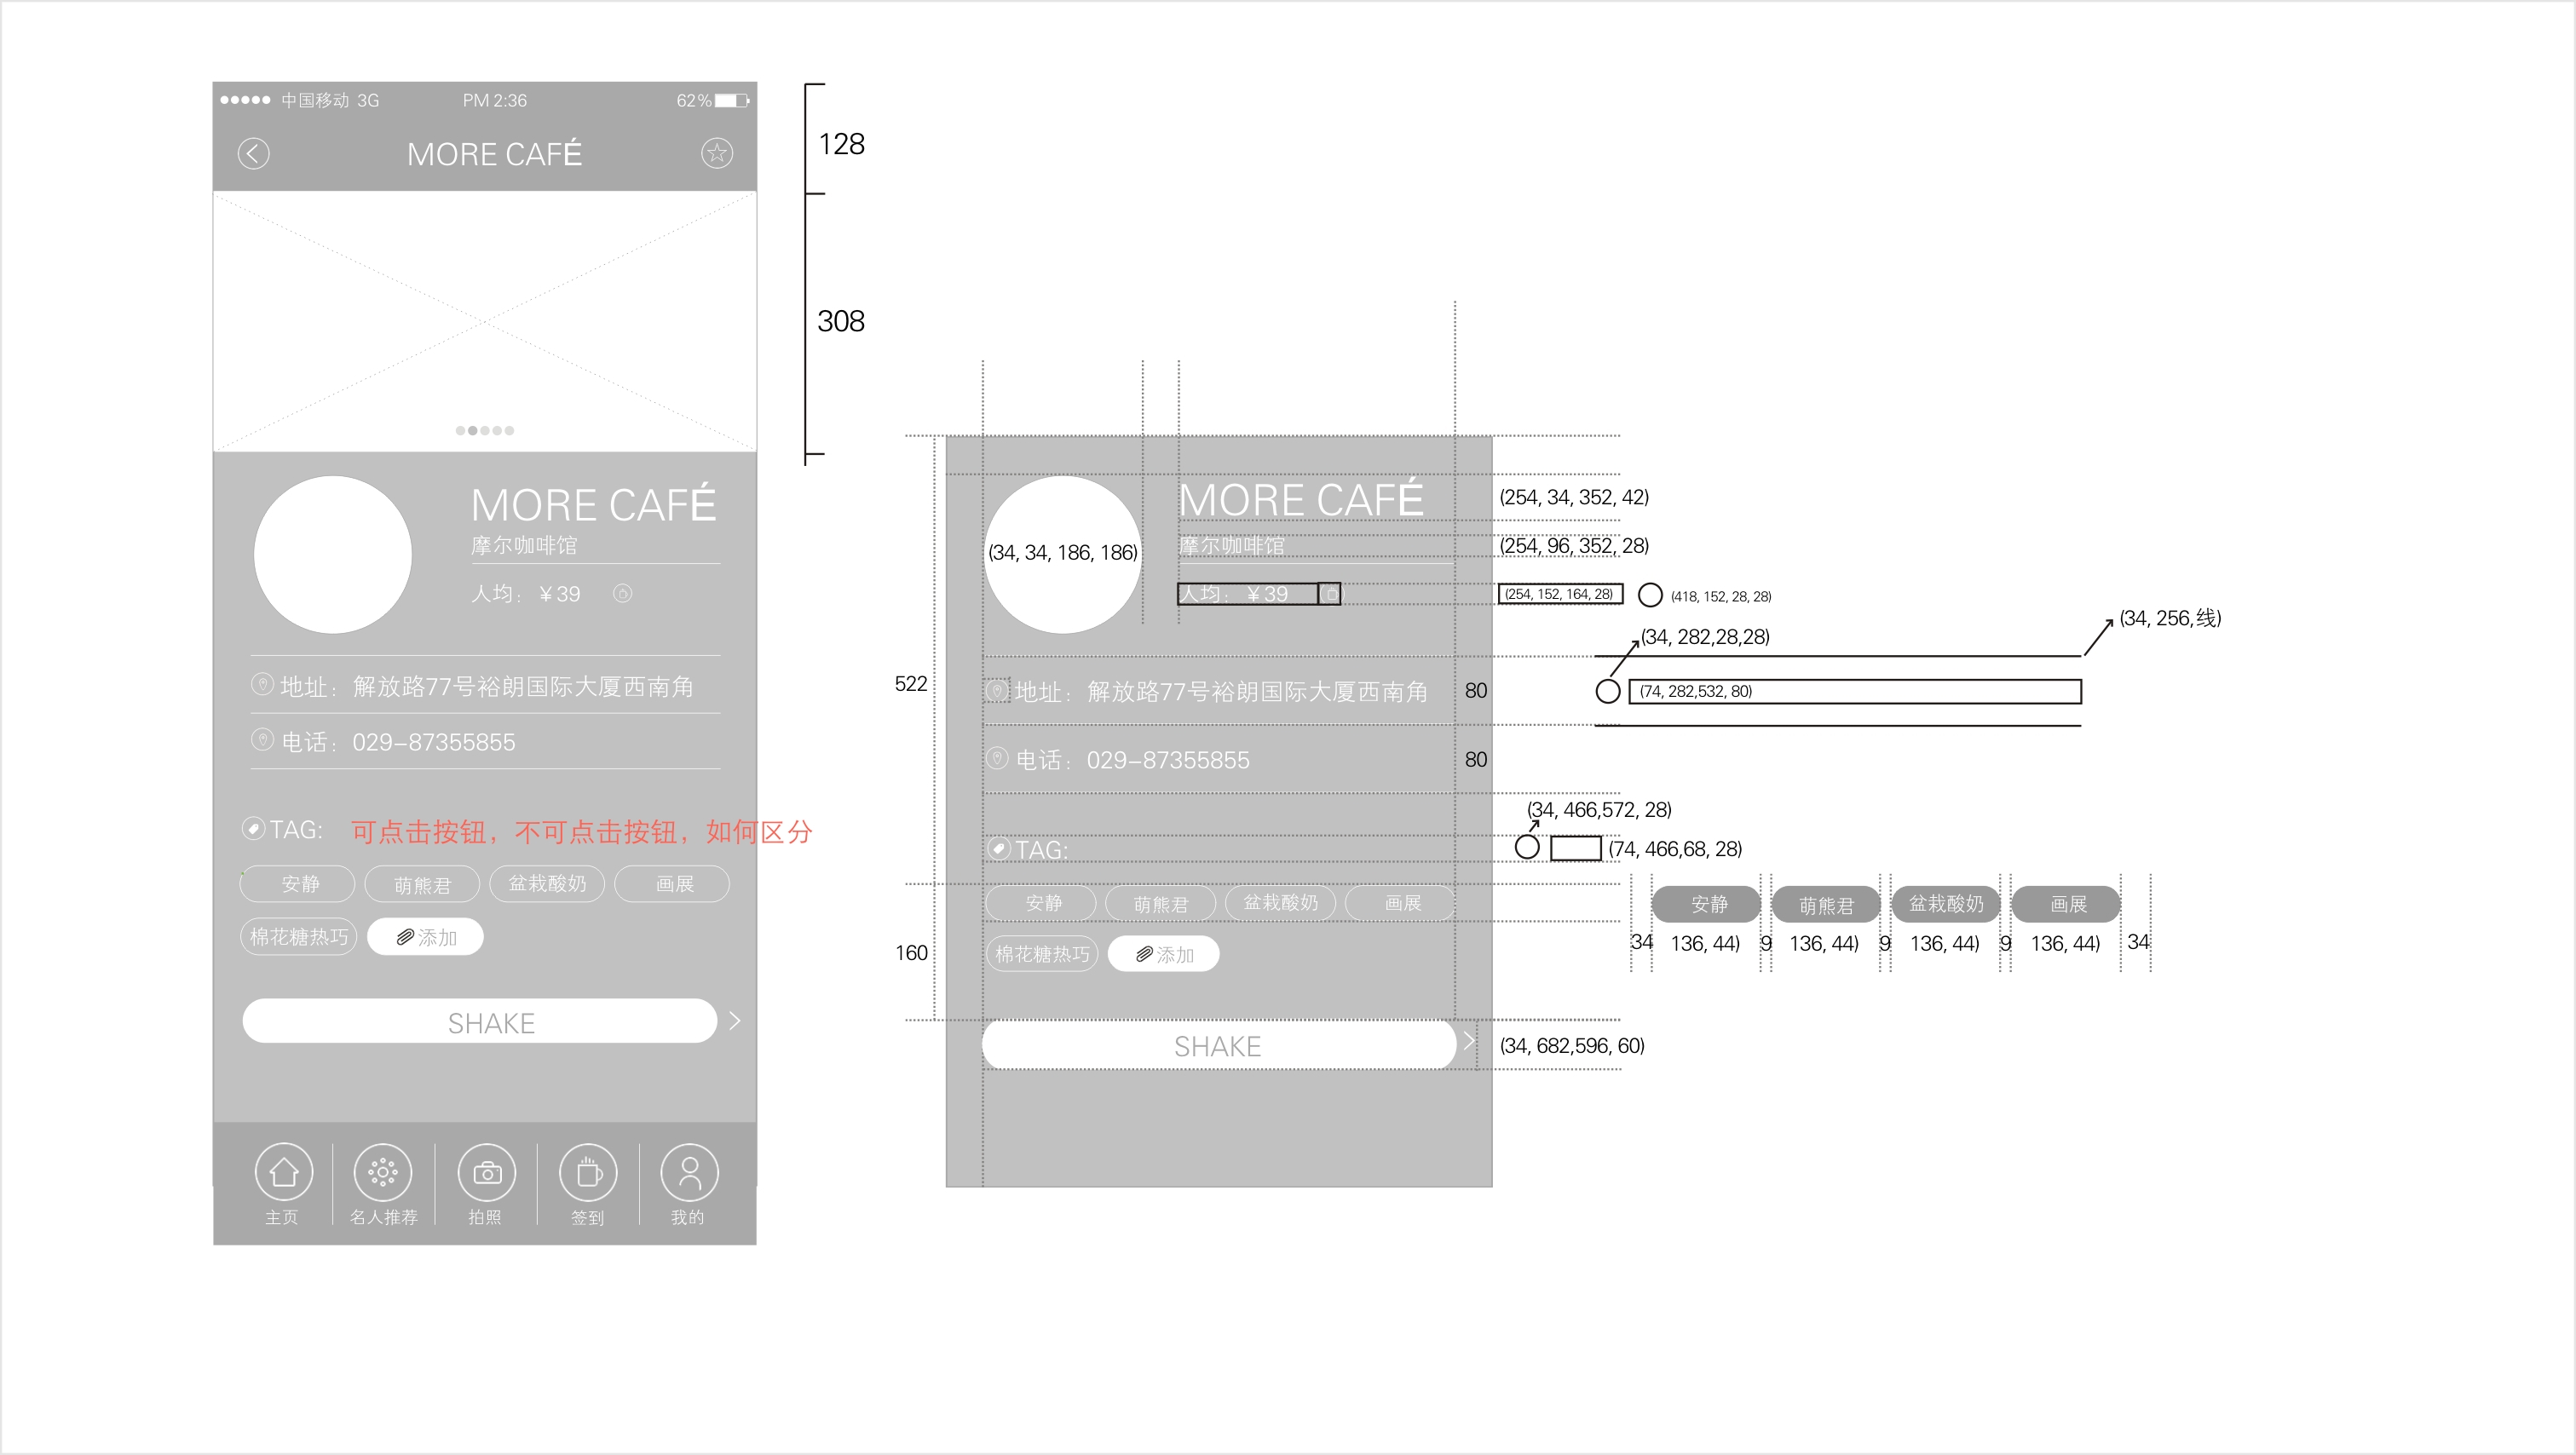 中国移动 3G PM 2:36 62%
MORE CAFÉ
MORE CAFÉ
摩尔咖啡馆
人均：¥39
地址：解放路77号裕朗国际大厦西南角
电话：029-87355855
TAG: 可点击按钮，不可点击按钮，如何区分
安静 萌熊君 盆栽酸奶 画展
棉花糖热巧 添加
SHAKE
主页 名人推荐 拍照 签到 我的
128
308
MORE CAFÉ (254, 34, 352, 42)
(34, 34, 186, 186)
摩尔咖啡馆 (254, 96, 352, 28)
人均：¥39 (254, 152, 164, 28) (418, 152, 28, 28)
(34, 256,线)
(34, 282,28,28)
522
地址：解放路77号裕朗国际大厦西南角 80 (74, 282,532, 80)
电话：029-87355855 80
(34, 466,572, 28)
TAG: (74, 466,68, 28)
安静 萌熊君 盆栽酸奶 画展
安静 萌熊君 盆栽酸奶 画展
34 136, 44) 9 136, 44) 9 136, 44) 9 136, 44) 34
160
棉花糖热巧 添加
SHAKE (34, 682,596, 60)